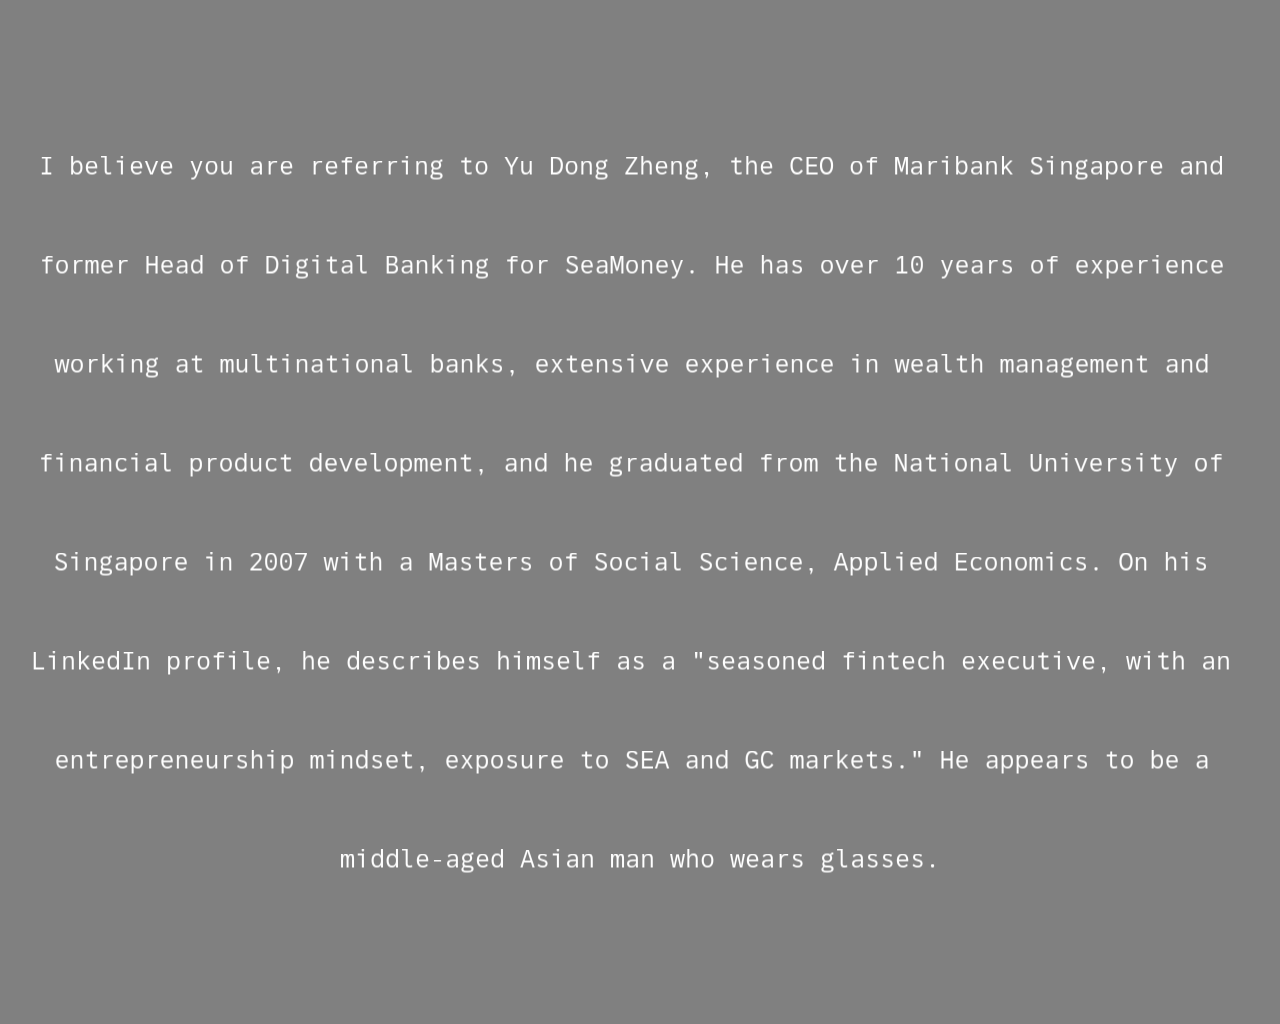 I believe you are referring to Yu Dong Zheng, the CEO of Maribank Singapore and
former Head of Digital Banking for SeaMoney. He has over 10 years of experience
working at multinational banks, extensive experience in wealth management and
financial product development, and he graduated from the National University of
Singapore in 2007 with a Masters of Social Science, Applied Economics. On his
LinkedIn profile, he describes himself as a "seasoned fintech executive, with an
entrepreneurship mindset, exposure to SEA and GC markets." He appears to be a
middle-aged Asian man who wears glasses.